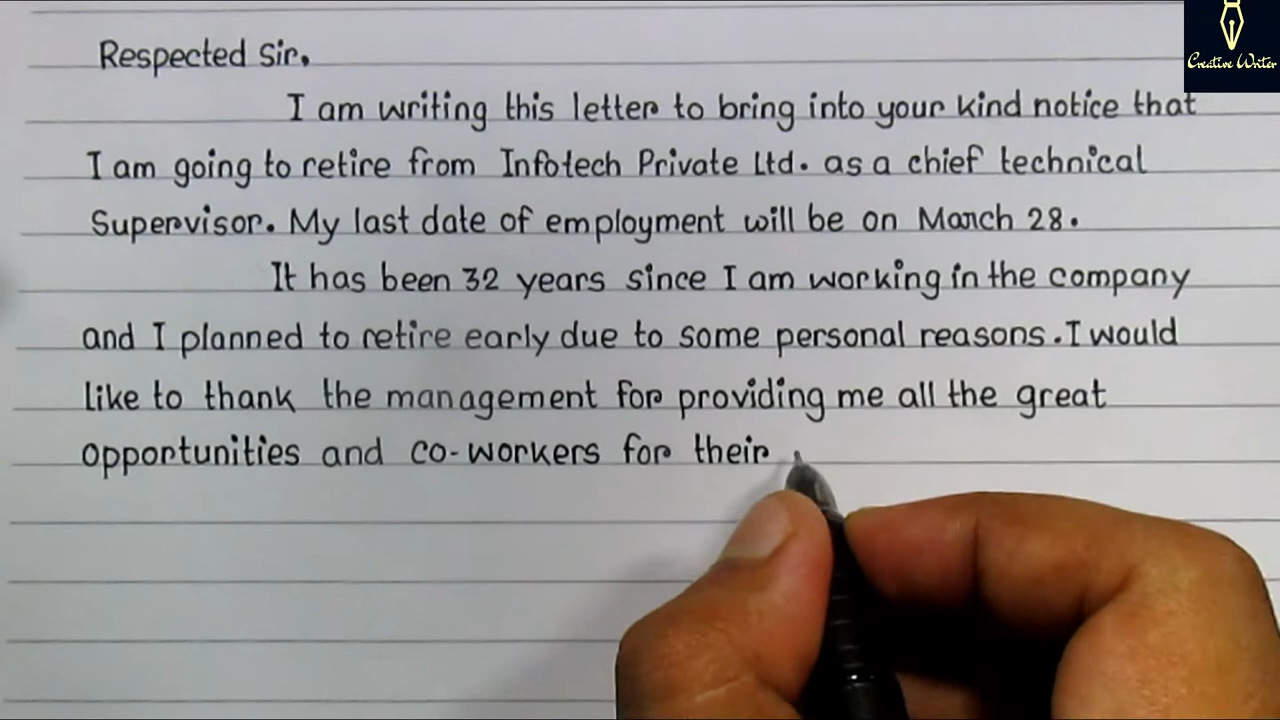 Creative Writer
Respected Sir,
I am writing this letter to bring into your kind notice that
I am going to retire from Infotech Private Ltd. as a chief technical
Supervisor. My last date of employment will be on March 28.
It has been 32 years since I am working in the company
and I planned to retire early due to some personal reasons. I would
like to thank the management for providing me all the great
opportunities and co-workers for their